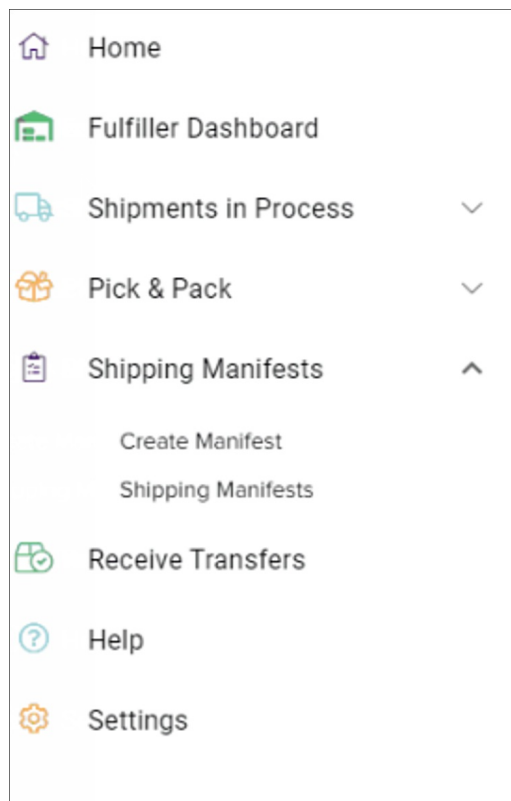 Home
Fulfiller Dashboard
Shipments in Process
Pick & Pack
Shipping Manifests
Create Manifest
Shipping Manifests
Receive Transfers
Help
Settings